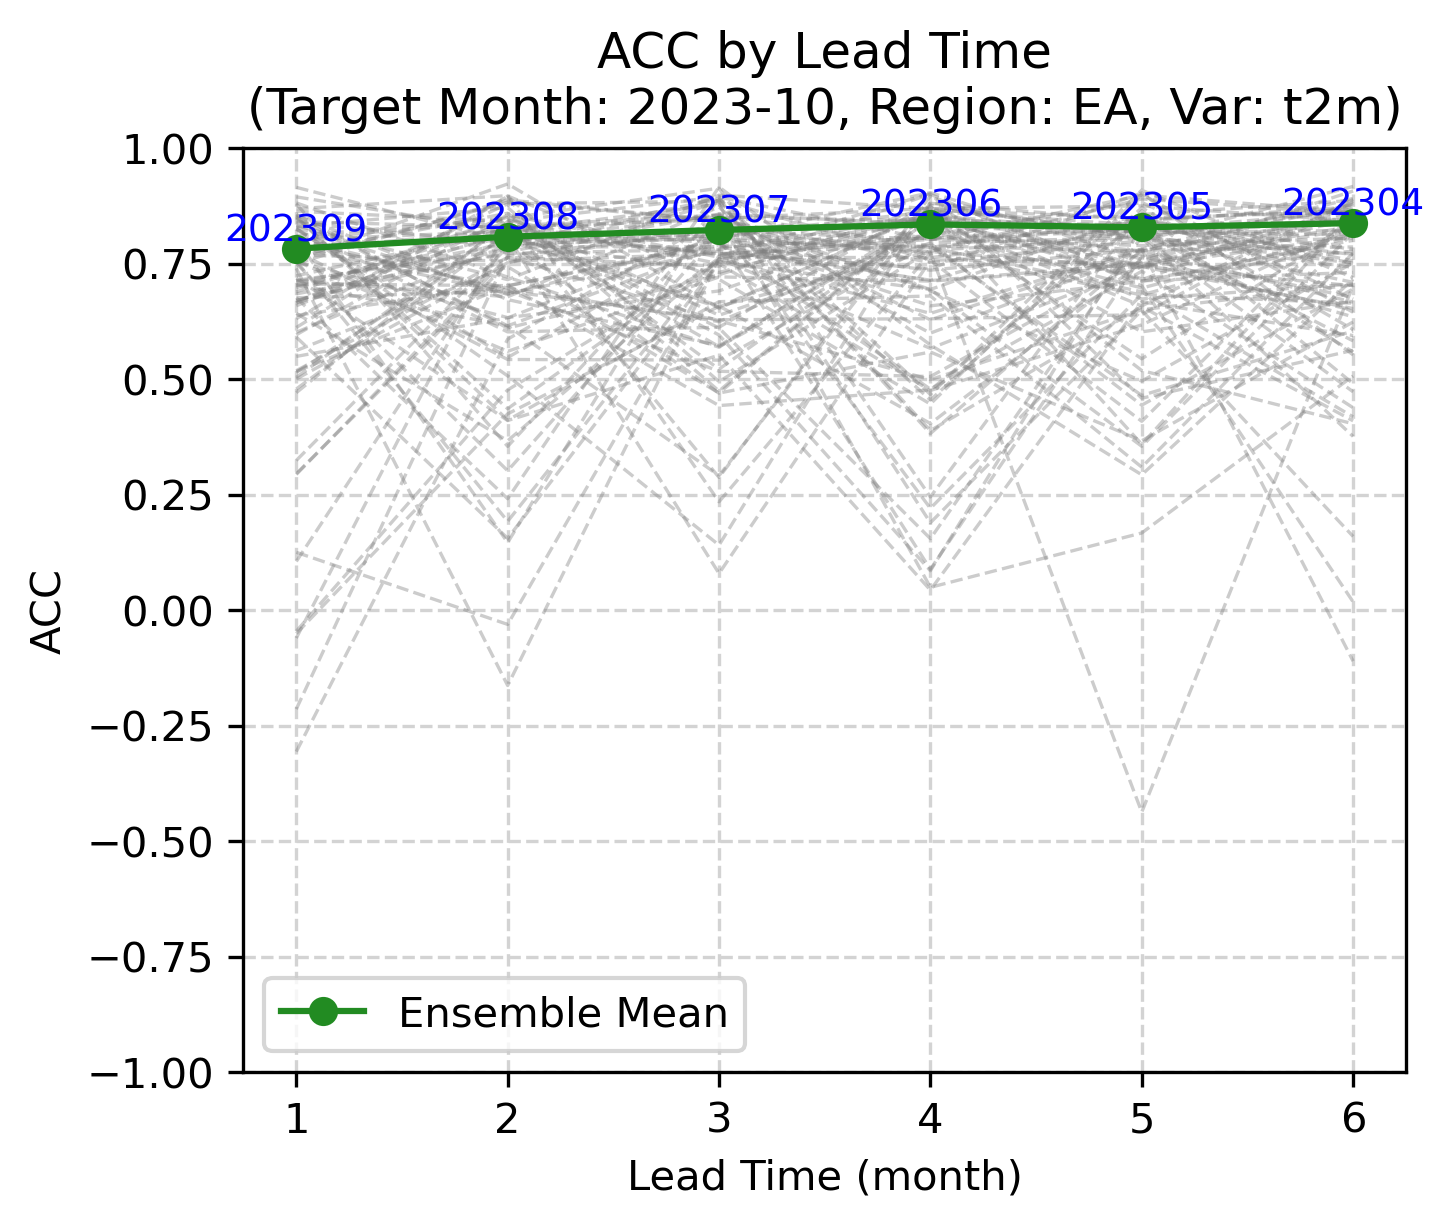 ACC by Lead Time
(Target Month: 2023-10, Region: EA, Var: t2m)
1.00
0.75
0.50
0.25
0.00
−0.25
−0.50
−0.75
−1.00
ACC
202309
202308
202307
202306
202305
202304
Ensemble Mean
1 2 3 4 5 6
Lead Time (month)